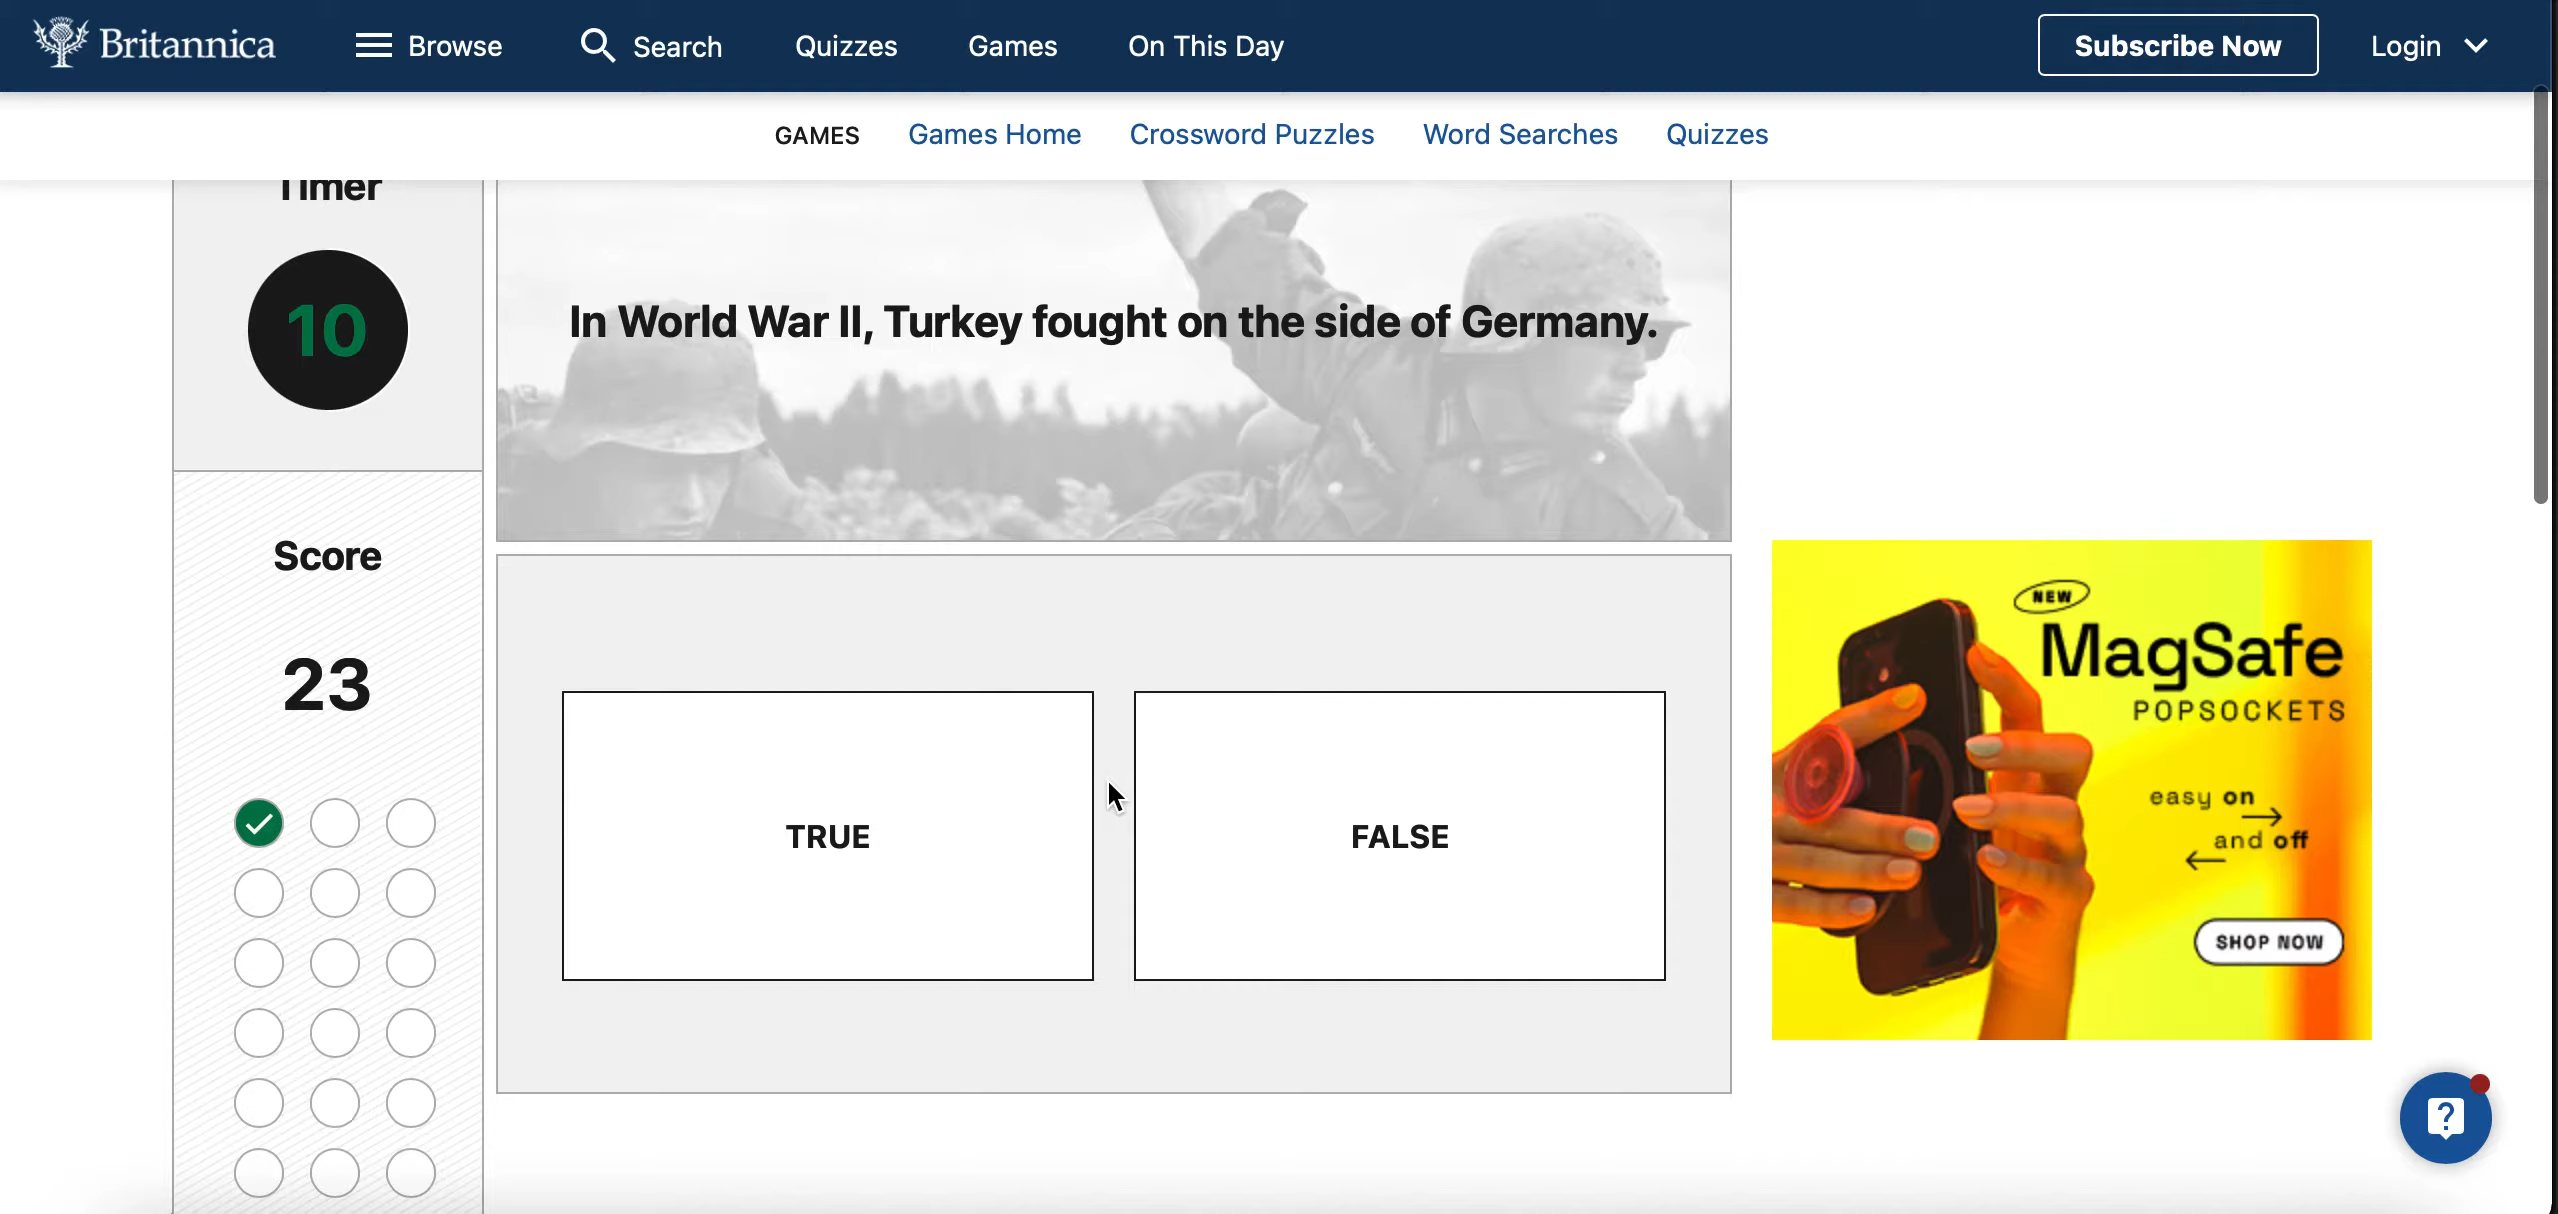 Britannica
Browse
Search
Quizzes
Games
On This Day
Subscribe Now
Login
GAMES
Games Home
Crossword Puzzles
Word Searches
Quizzes
Timer
10
In World War II, Turkey fought on the side of Germany.
Score
23
TRUE
FALSE
NEW
MagSafe
POPSOCKETS
easy on
and off
SHOP NOW
?